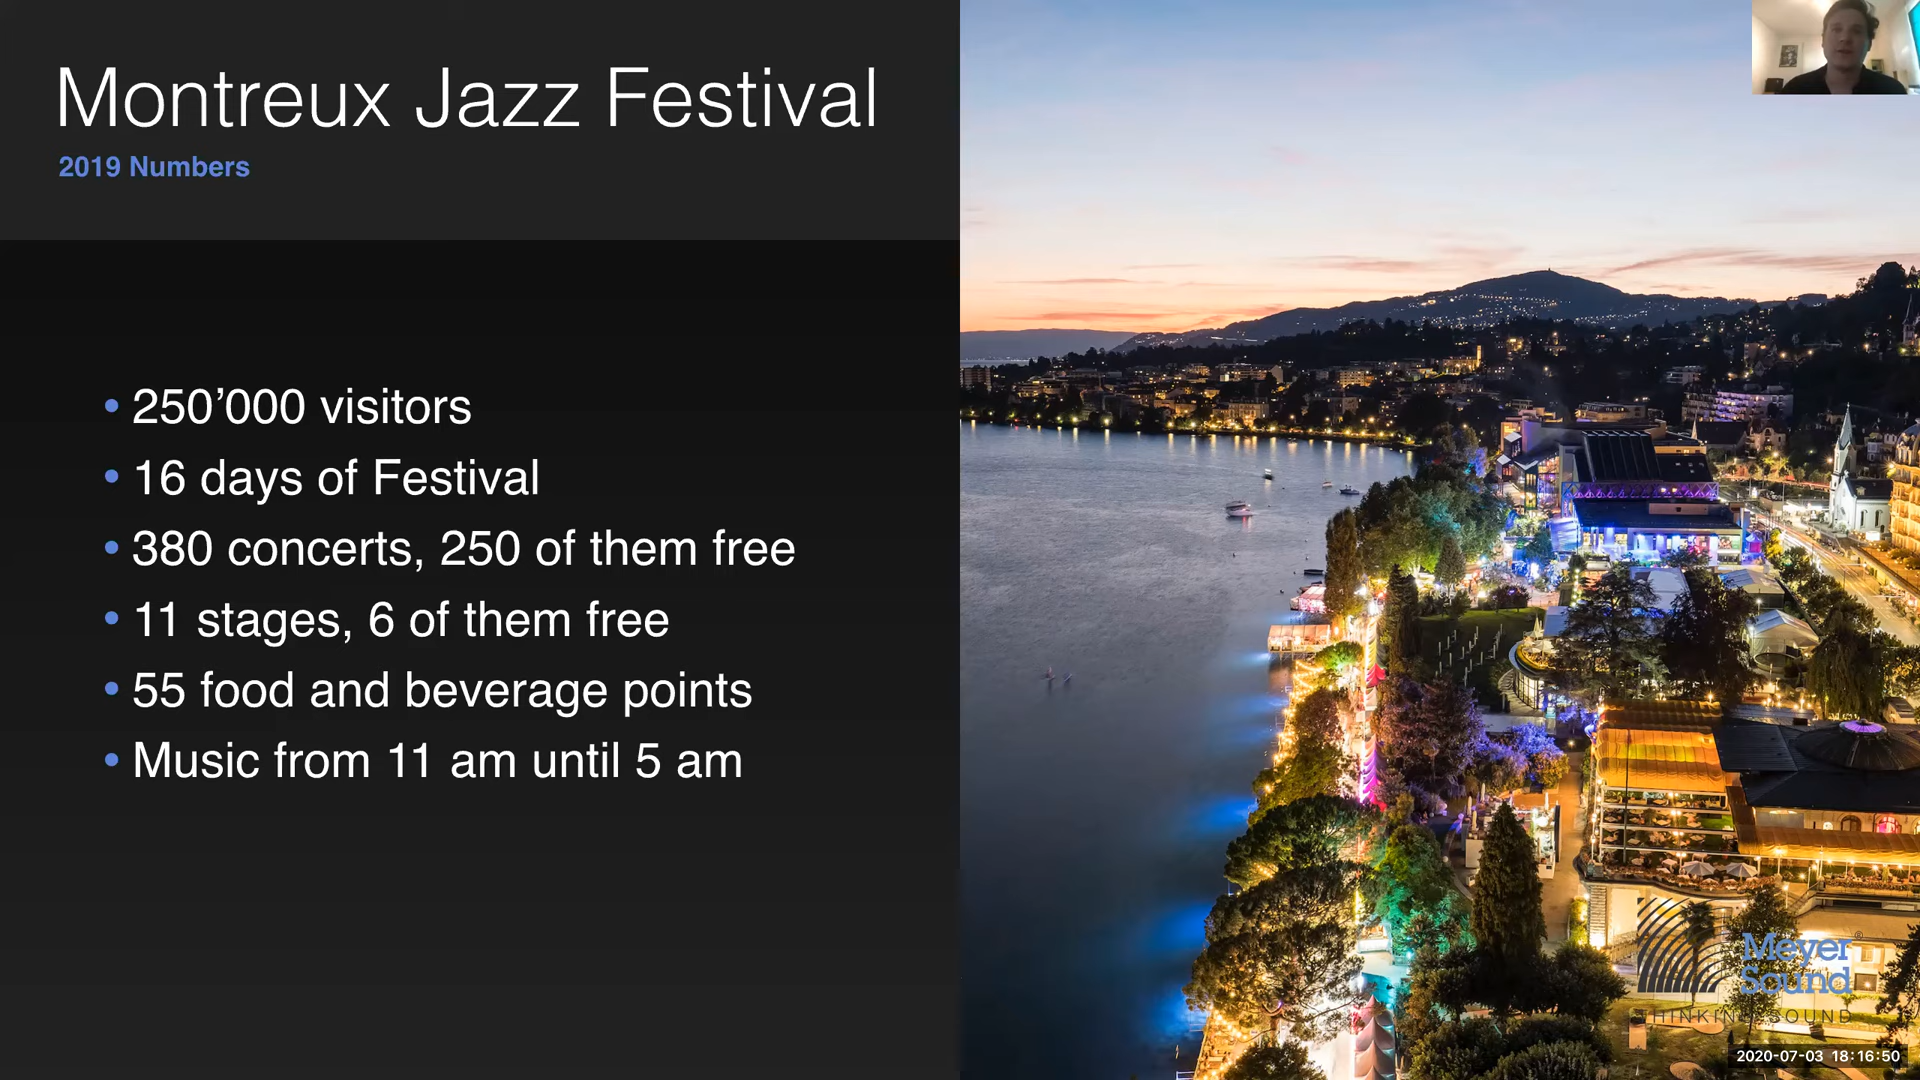 Montreux Jazz Festival
2019 Numbers
• 250’000 visitors
• 16 days of Festival
• 380 concerts, 250 of them free
• 11 stages, 6 of them free
• 55 food and beverage points
• Music from 11 am until 5 am
Meyer®
Sound
THINKING SOUND
2020-07-03 18:16:50